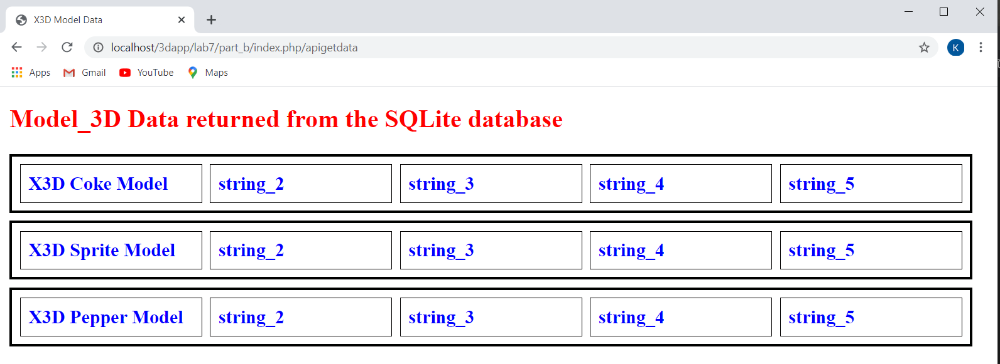 X3D Model Data
localhost/3dapp/lab7/part_b/index.php/apigetdata
K
Apps Gmail YouTube Maps
Model_3D Data returned from the SQLite database
X3D Coke Model string_2 string_3 string_4 string_5
X3D Sprite Model string_2 string_3 string_4 string_5
X3D Pepper Model string_2 string_3 string_4 string_5